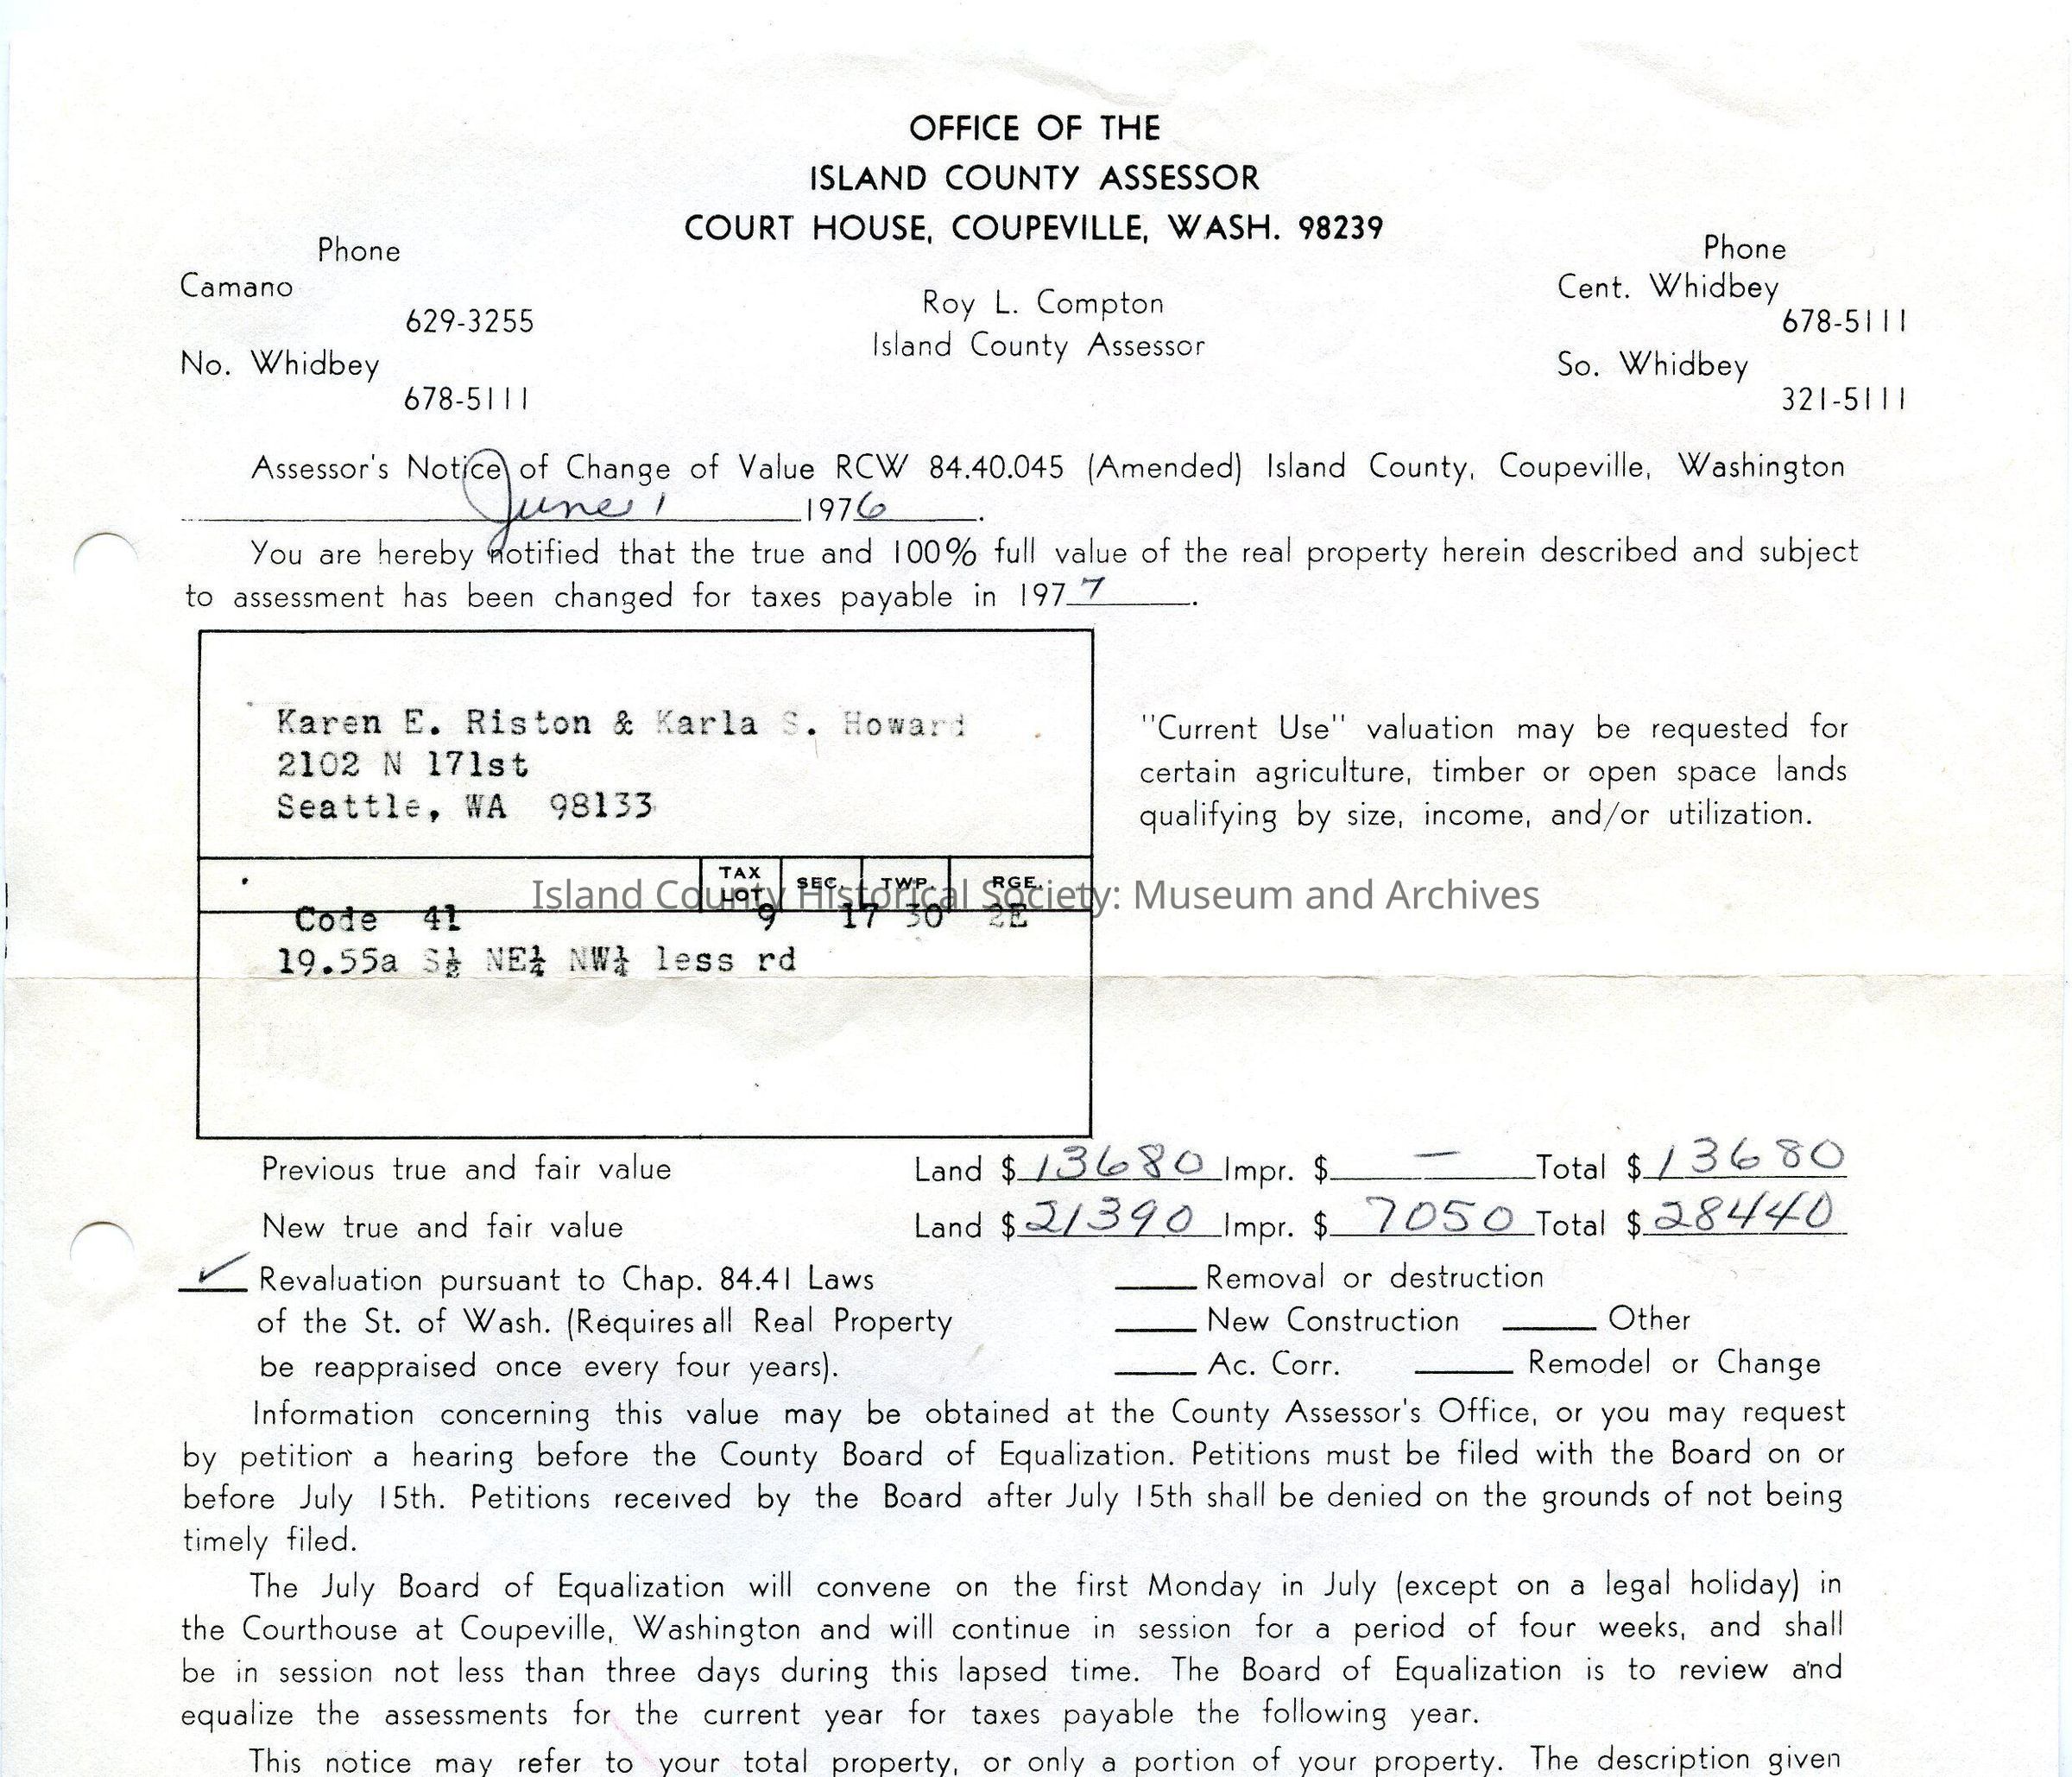 OFFICE OF THE
ISLAND COUNTY ASSESSOR
COURT HOUSE, COUPEVILLE, WASH. 98239
Phone
Camano
629-3255
No. Whidbey
678-5111
Roy L. Compton
Island County Assessor
Phone
Cent. Whidbey
678-5111
So. Whidbey
321-5111
Assessor's Notice of Change of Value RCW 84.40.045 (Amended) Island County, Coupeville, Washington
June 1 1976.
You are hereby notified that the true and 100% full value of the real property herein described and subject
to assessment has been changed for taxes payable in 1977.
Karen E. Riston & Karla S. Howard
2102 N 171st
Seattle, WA 98133
"Current Use" valuation may be requested for
certain agriculture, timber or open space lands
qualifying by size, income, and/or utilization.
TAX LOT SEC. TWP. RGE.
Island County Historical Society: Museum and Archives
Code 41 9 17 30 2E
19.55a S½ NE¼ NW¼ less rd
Previous true and fair value Land $ 13680 Impr. $ — Total $ 13680
New true and fair value Land $ 21390 Impr. $ 7050 Total $ 28440
✓ Revaluation pursuant to Chap. 84.41 Laws
of the St. of Wash. (Requires all Real Property
be reappraised once every four years).
Removal or destruction
New Construction Other
Ac. Corr. Remodel or Change
Information concerning this value may be obtained at the County Assessor's Office, or you may request
by petition a hearing before the County Board of Equalization. Petitions must be filed with the Board on or
before July 15th. Petitions received by the Board after July 15th shall be denied on the grounds of not being
timely filed.
The July Board of Equalization will convene on the first Monday in July (except on a legal holiday) in
the Courthouse at Coupeville, Washington and will continue in session for a period of four weeks, and shall
be in session not less than three days during this lapsed time. The Board of Equalization is to review and
equalize the assessments for the current year for taxes payable the following year.
This notice may refer to your total property, or only a portion of your property. The description given